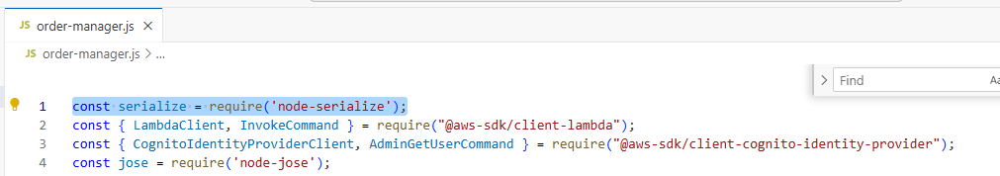 JS order-manager.js ×
JS order-manager.js > ...
Find
Aa
1 const serialize = require('node-serialize');
2 const { LambdaClient, InvokeCommand } = require("@aws-sdk/client-lambda");
3 const { CognitoIdentityProviderClient, AdminGetUserCommand } = require("@aws-sdk/client-cognito-identity-provider");
4 const jose = require('node-jose');